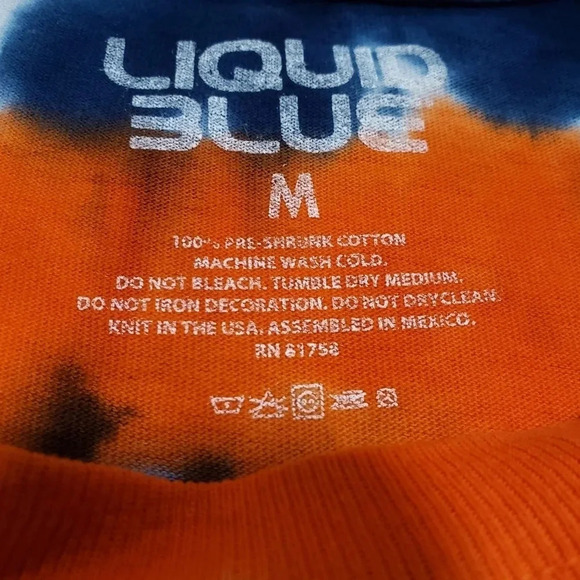 LIQUID
BLUE
M
100% PRE-SHRUNK COTTON
MACHINE WASH COLD.
DO NOT BLEACH. TUMBLE DRY MEDIUM.
DO NOT IRON DECORATION. DO NOT DRYCLEAN.
KNIT IN THE USA. ASSEMBLED IN MEXICO.
RN 61758